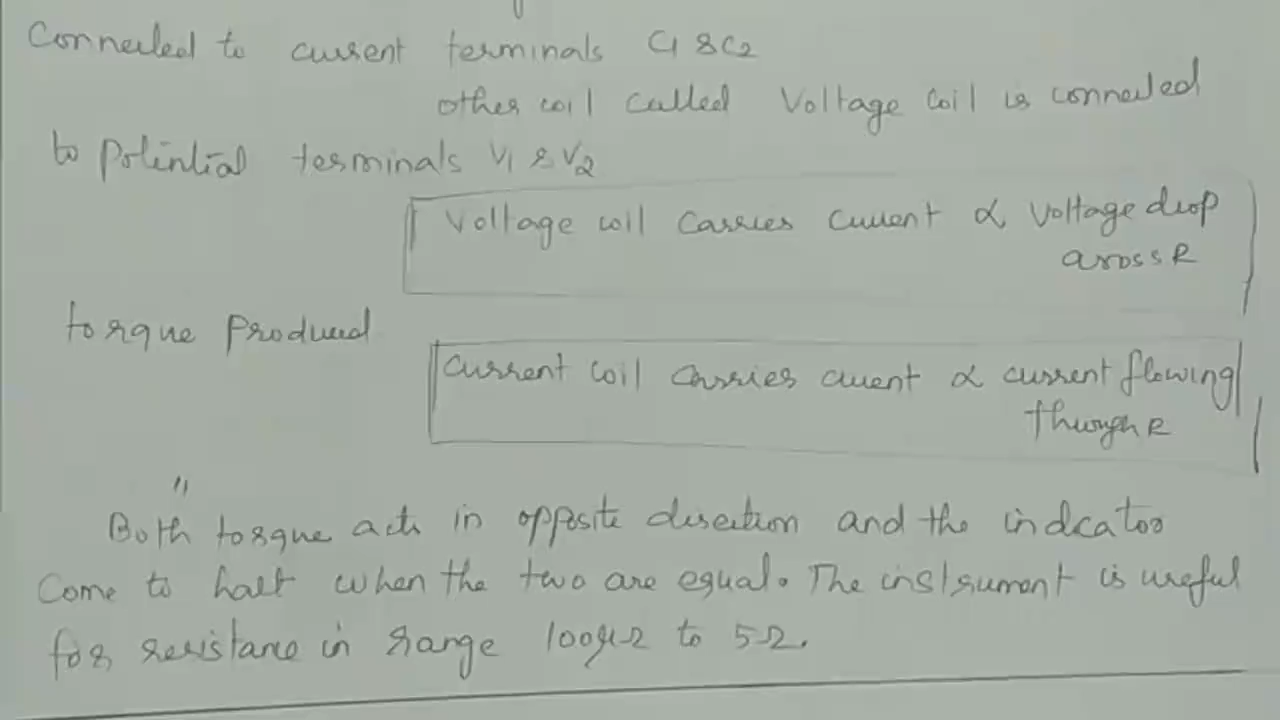 Connected to current terminals C1 & C2
other coil called Voltage coil is connected
to Potential terminals V1 & V2
Voltage coil carries current ∝ voltage drop
across R
torque Produced
Current coil carries current ∝ current flowing
through R
"
Both torque acts in opposite direction and the indcator
Come to halt when the two are equal. The instrument is useful
for resistance in range 100μΩ to 5Ω.